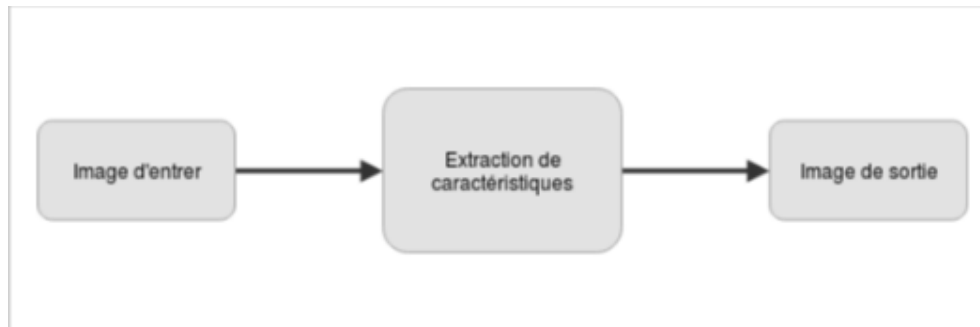 Image d'entrer
Extraction de
caractéristiques
Image de sortie